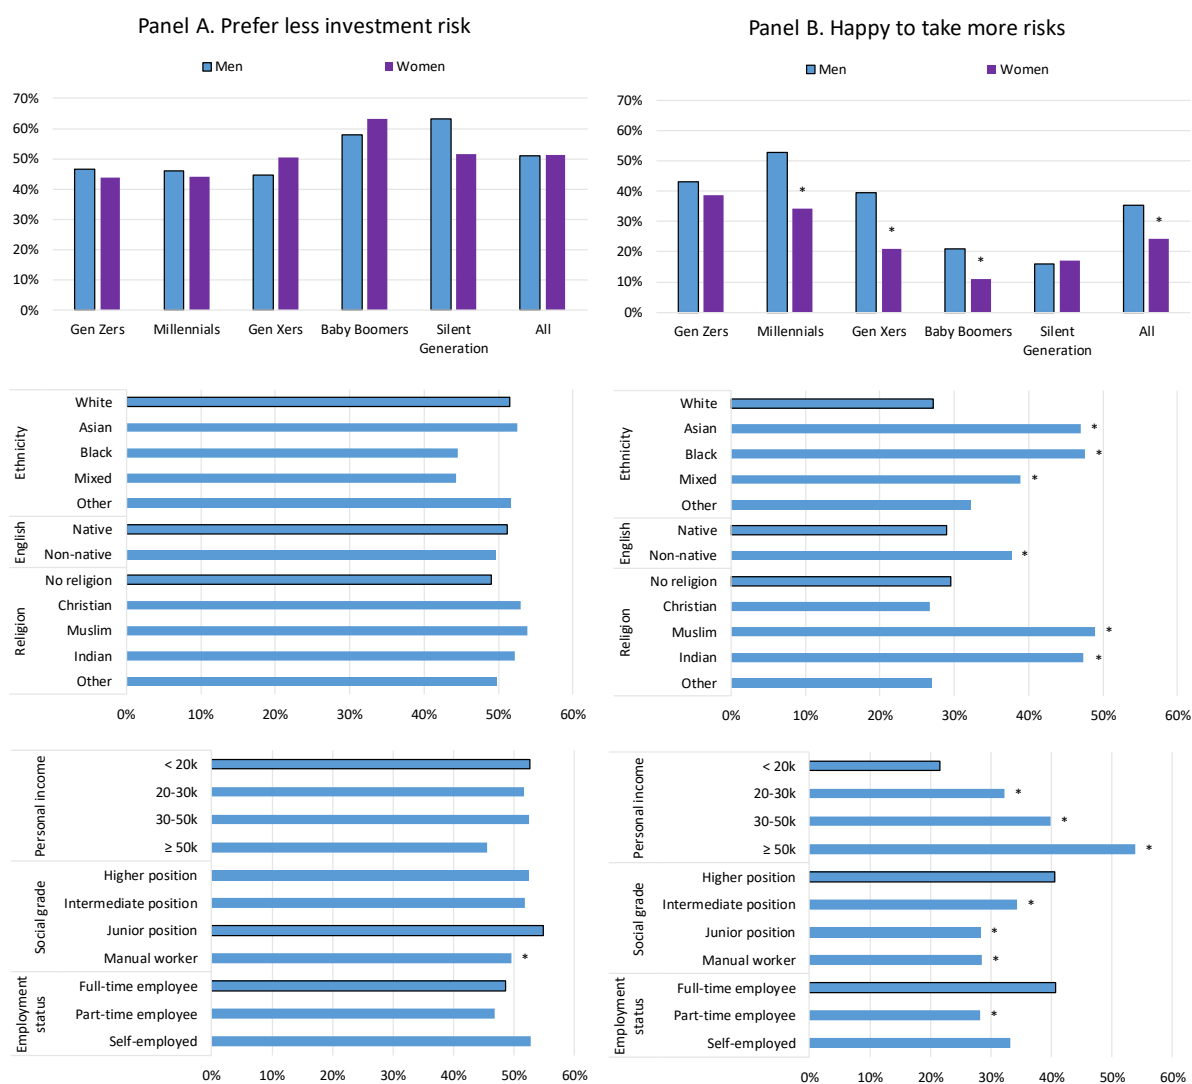 Panel A. Prefer less investment risk
Men
Women
70%
60%
50%
40%
30%
20%
10%
0%
Gen Zers
Millennials
Gen Xers
Baby Boomers
Silent
Generation
All
Ethnicity
White
Asian
Black
Mixed
Other
English
Native
Non-native
Religion
No religion
Christian
Muslim
Indian
Other
0%
10%
20%
30%
40%
50%
60%
Personal income
< 20k
20-30k
30-50k
≥ 50k
Social grade
Higher position
Intermediate position
Junior position
Manual worker
*
Employment
status
Full-time employee
Part-time employee
Self-employed
0%
10%
20%
30%
40%
50%
60%
Panel B. Happy to take more risks
Men
Women
70%
60%
50%
40%
30%
20%
10%
0%
*
*
*
*
Gen Zers
Millennials
Gen Xers
Baby Boomers
Silent
Generation
All
Ethnicity
White
Asian
*
Black
*
Mixed
*
Other
English
Native
Non-native
*
Religion
No religion
Christian
Muslim
*
Indian
*
Other
0%
10%
20%
30%
40%
50%
60%
Personal income
< 20k
20-30k
*
30-50k
*
≥ 50k
*
Social grade
Higher position
Intermediate position
*
Junior position
*
Manual worker
*
Employment
status
Full-time employee
Part-time employee
*
Self-employed
0%
10%
20%
30%
40%
50%
60%